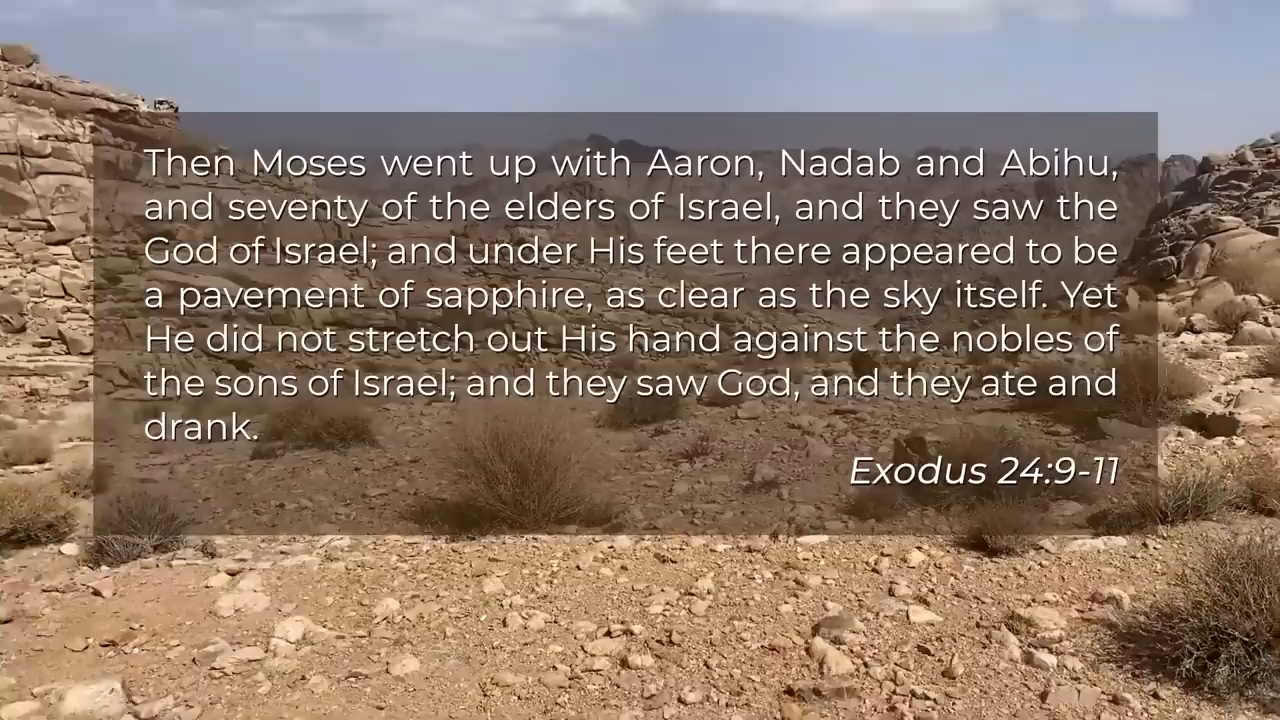 Then Moses went up with Aaron, Nadab and Abihu,
and seventy of the elders of Israel, and they saw the
God of Israel; and under His feet there appeared to be
a pavement of sapphire, as clear as the sky itself. Yet
He did not stretch out His hand against the nobles of
the sons of Israel; and they saw God, and they ate and
drank.
Exodus 24:9-11